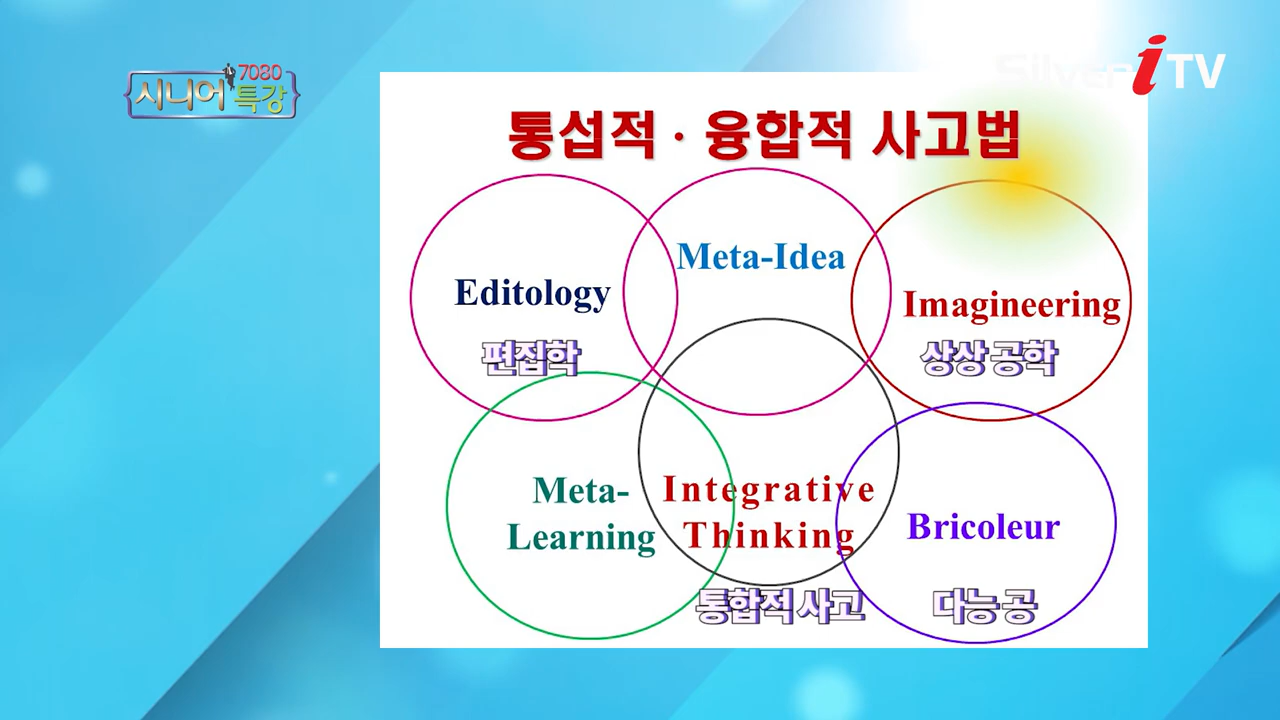 7080
시니어 특강
Silver i TV
통섭적 · 융합적 사고법
Meta-Idea
Editology
Imagineering
편집학
상상 공학
Meta-
Learning
Integrative
Thinking
Bricoleur
통합적 사고
다능공